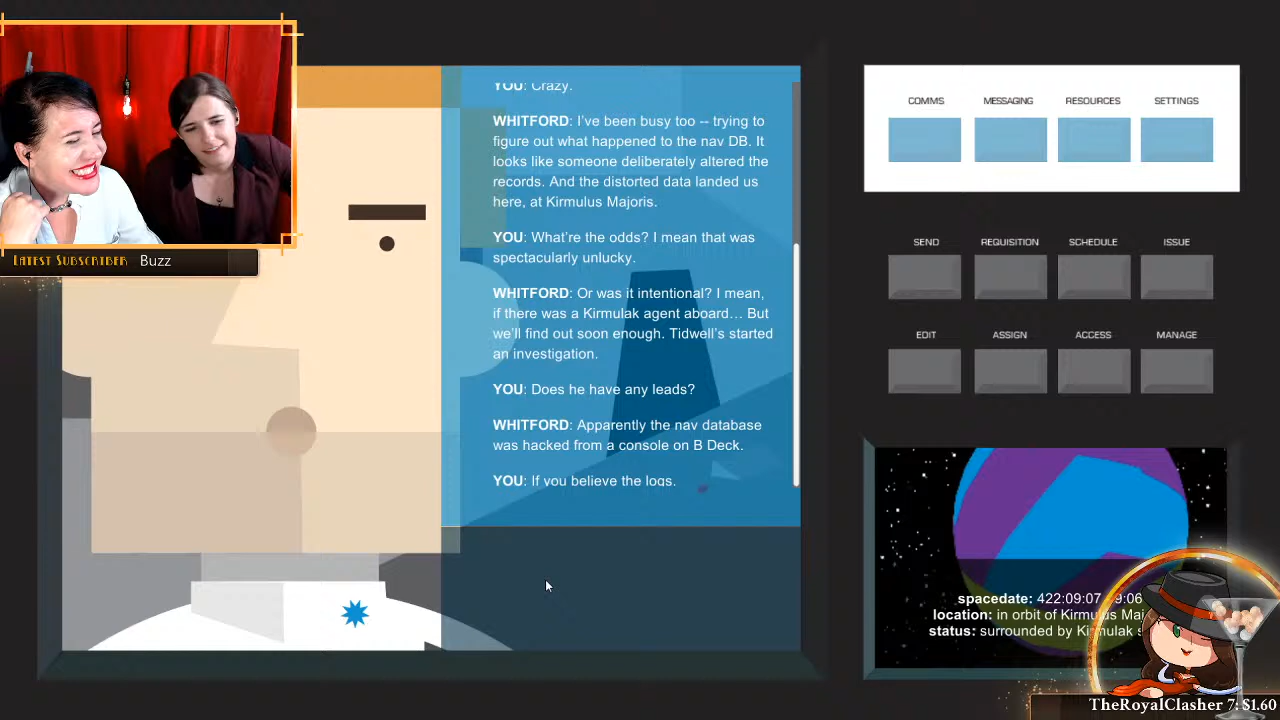 YOU: Crazy.
WHITFORD: I've been busy too -- trying to
figure out what happened to the nav DB. It
looks like someone deliberately altered the
records. And the distorted data landed us
here, at Kirmulus Majoris.
YOU: What're the odds? I mean that was
spectacularly unlucky.
WHITFORD: Or was it intentional? I mean,
if there was a Kirmulak agent aboard... But
we'll find out soon enough. Tidwell's started
an investigation.
YOU: Does he have any leads?
WHITFORD: Apparently the nav database
was hacked from a console on B Deck.
YOU: If you believe the logs.
LATEST SUBSCRIBER Buzz
COMMS MESSAGING RESOURCES SETTINGS
SEND REQUISITION SCHEDULE ISSUE
EDIT ASSIGN ACCESS MANAGE
spacedate: 422:09:07
location: in orbit of Kirmulus
status: surrounded by Kirmulak
TheRoyalClasher 7: $1.60